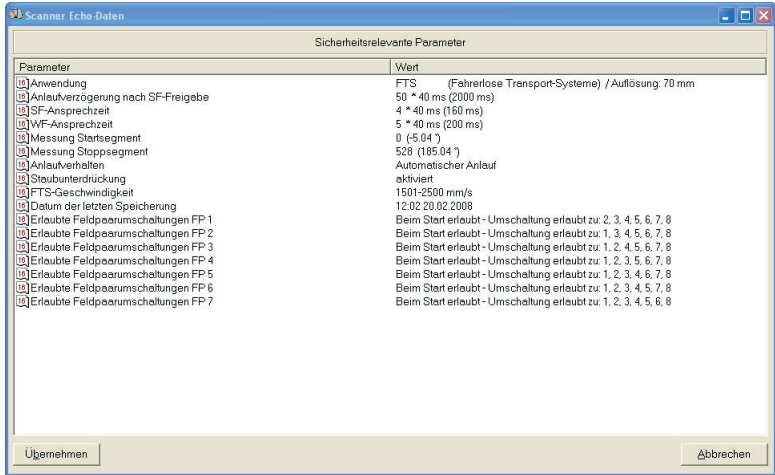 Scanner Echo-Daten
Sicherheitsrelevante Parameter
Parameter Wert
Anwendung FTS (Fahrerlose Transport-Systeme) / Auflösung: 70 mm
Anlaufverzögerung nach SF-Freigabe 50 * 40 ms (2000 ms)
SF-Ansprechzeit 4 * 40 ms (160 ms)
WF-Ansprechzeit 5 * 40 ms (200 ms)
Messung Startsegment 0 (-5.04 °)
Messung Stoppsegment 528 (185.04 °)
Anlaufverhalten Automatischer Anlauf
Staubunterdrückung aktiviert
FTS-Geschwindigkeit 1501-2500 mm/s
Datum der letzten Speicherung 12:02 20.02.2008
Erlaubte Feldpaarumschaltungen FP 1 Beim Start erlaubt - Umschaltung erlaubt zu: 2, 3, 4, 5, 6, 7, 8
Erlaubte Feldpaarumschaltungen FP 2 Beim Start erlaubt - Umschaltung erlaubt zu: 1, 3, 4, 5, 6, 7, 8
Erlaubte Feldpaarumschaltungen FP 3 Beim Start erlaubt - Umschaltung erlaubt zu: 1, 2, 4, 5, 6, 7, 8
Erlaubte Feldpaarumschaltungen FP 4 Beim Start erlaubt - Umschaltung erlaubt zu: 1, 2, 3, 5, 6, 7, 8
Erlaubte Feldpaarumschaltungen FP 5 Beim Start erlaubt - Umschaltung erlaubt zu: 1, 2, 3, 4, 6, 7, 8
Erlaubte Feldpaarumschaltungen FP 6 Beim Start erlaubt - Umschaltung erlaubt zu: 1, 2, 3, 4, 5, 7, 8
Erlaubte Feldpaarumschaltungen FP 7 Beim Start erlaubt - Umschaltung erlaubt zu: 1, 2, 3, 4, 5, 6, 8
Übernehmen Abbrechen